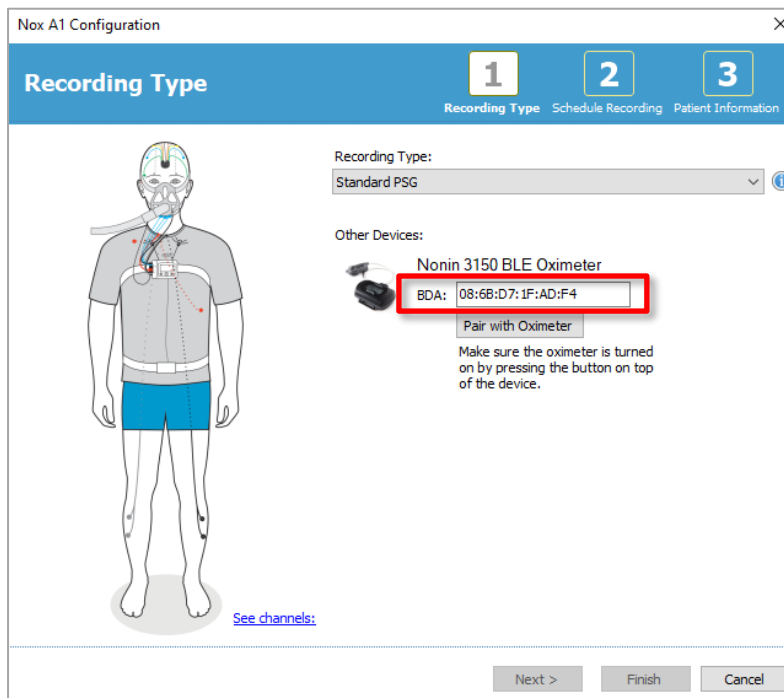 Nox A1 Configuration
Recording Type
1
Recording Type
2
Schedule Recording
3
Patient Information
Recording Type:
Standard PSG
Other Devices:
Nonin 3150 BLE Oximeter
BDA: 08:6B:D7:1F:AD:F4
Pair with Oximeter
Make sure the oximeter is turned
on by pressing the button on top
of the device.
See channels:
Next >
Finish
Cancel